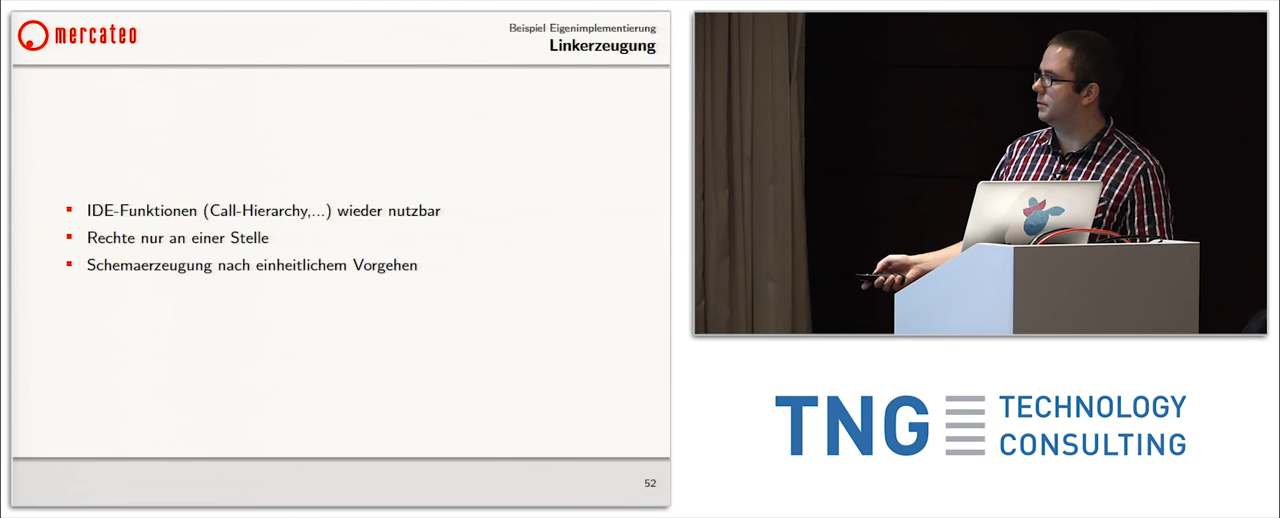 mercateo
Beispiel Eigenimplementierung
Linkerzeugung
IDE-Funktionen (Call-Hierarchy,...) wieder nutzbar
Rechte nur an einer Stelle
Schemaerzeugung nach einheitlichem Vorgehen
52
TNG TECHNOLOGY
CONSULTING